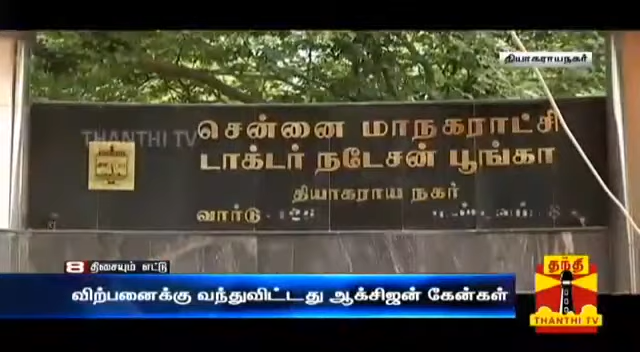 தியாகராயநகர்
THANTHI TV
சென்னை மாநகராட்சி
டாக்டர் நடேசன் பூங்கா
தியாகராய நகர்
வார்டு
8 திசையும் எட்டு
விற்பனைக்கு வந்துவிட்டது ஆக்சிஜன் கேன்கள்
தந்தி
THANTHI TV